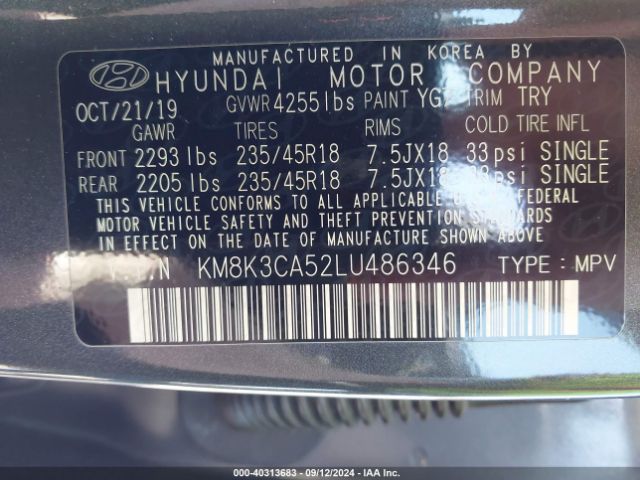 MANUFACTURED IN KOREA BY
HYUNDAI MOTOR COMPANY
OCT/21/19 GVWR 4255 lbs PAINT TRIM TRY
GAWR TIRES RIMS COLD TIRE INFL
FRONT 2293 lbs 235/45R18 7.5JX18 33 psi SINGLE
REAR 2205 lbs 235/45R18 7.5JX18 33 psi SINGLE
THIS VEHICLE CONFORMS TO ALL APPLICABLE U.S. FEDERAL
MOTOR VEHICLE SAFETY AND THEFT PREVENTION STANDARDS
IN EFFECT ON THE DATE OF MANUFACTURE SHOWN ABOVE
KM8K3CA52LU486346 TYPE : MPV
000-40313683 - 09/12/2024 - IAA Inc.